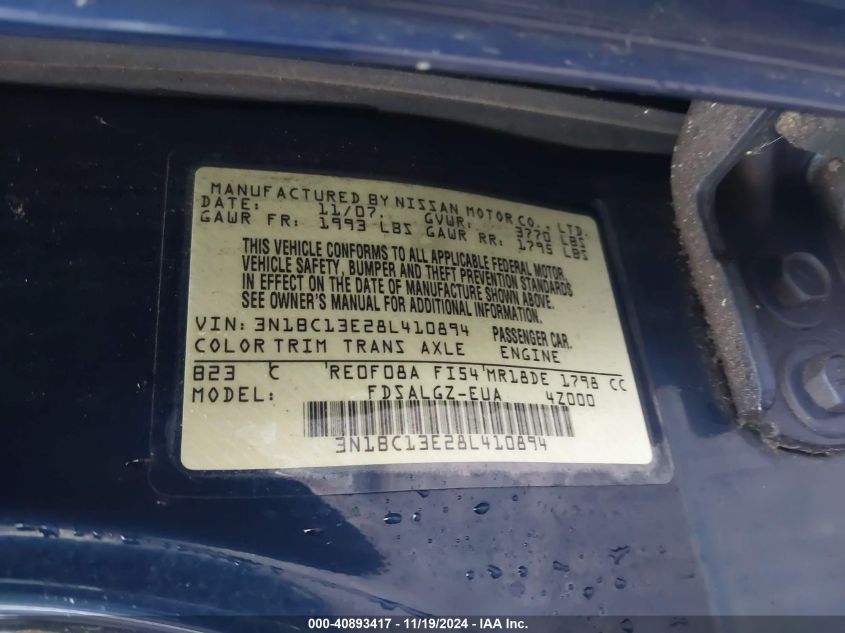 MANUFACTURED BY NISSAN MOTOR CO., LTD.
DATE: 11/07. GVWR: 3770 LBS
GAWR FR: 1993 LBS GAWR RR: 1795 LBS
THIS VEHICLE CONFORMS TO ALL APPLICABLE FEDERAL MOTOR
VEHICLE SAFETY, BUMPER AND THEFT PREVENTION STANDARDS
IN EFFECT ON THE DATE OF MANUFACTURE SHOWN ABOVE.
SEE OWNER'S MANUAL FOR ADDITIONAL INFORMATION.
VIN: 3N1BC13E28L410894 PASSENGER CAR.
COLOR TRIM TRANS AXLE ENGINE
B23 C RE0F08A FI54 MR18DE 1798 CC
MODEL: FDSALGZ-EUA 4Z000
3N1BC13E28L410894
000-40893417 - 11/19/2024 - IAAI Inc.